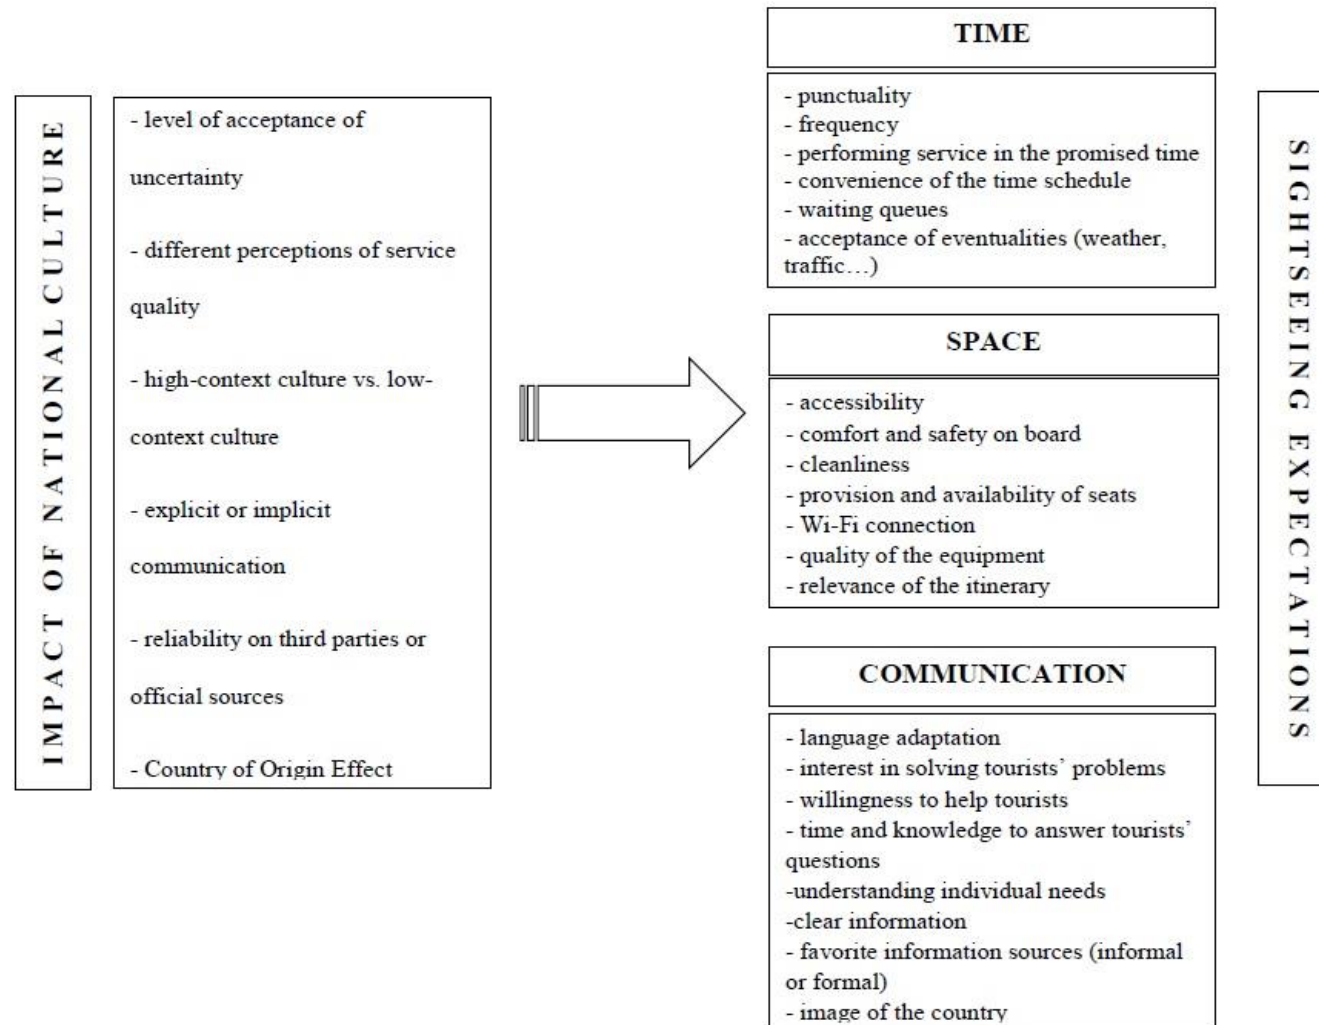 IMPACT OF NATIONAL CULTURE
- level of acceptance of
uncertainty
- different perceptions of service
quality
- high-context culture vs. low-
context culture
- explicit or implicit
communication
- reliability on third parties or
official sources
- Country of Origin Effect
TIME
- punctuality
- frequency
- performing service in the promised time
- convenience of the time schedule
- waiting queues
- acceptance of eventualities (weather,
traffic…)
SPACE
- accessibility
- comfort and safety on board
- cleanliness
- provision and availability of seats
- Wi-Fi connection
- quality of the equipment
- relevance of the itinerary
COMMUNICATION
- language adaptation
- interest in solving tourists’ problems
- willingness to help tourists
- time and knowledge to answer tourists’
questions
-understanding individual needs
-clear information
- favorite information sources (informal
or formal)
- image of the country
SIGHTSEEING EXPECTATIONS